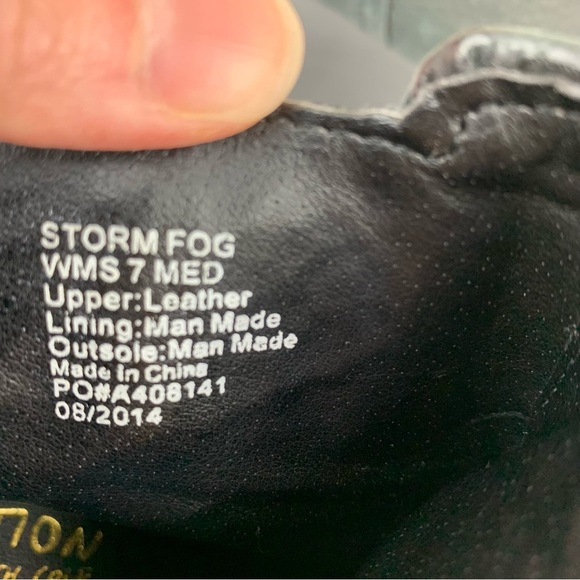 STORM FOG
WMS 7 MED
Upper:Leather
Lining:Man Made
Outsole:Man Made
Made in China
PO#A408141
08/2014
TION